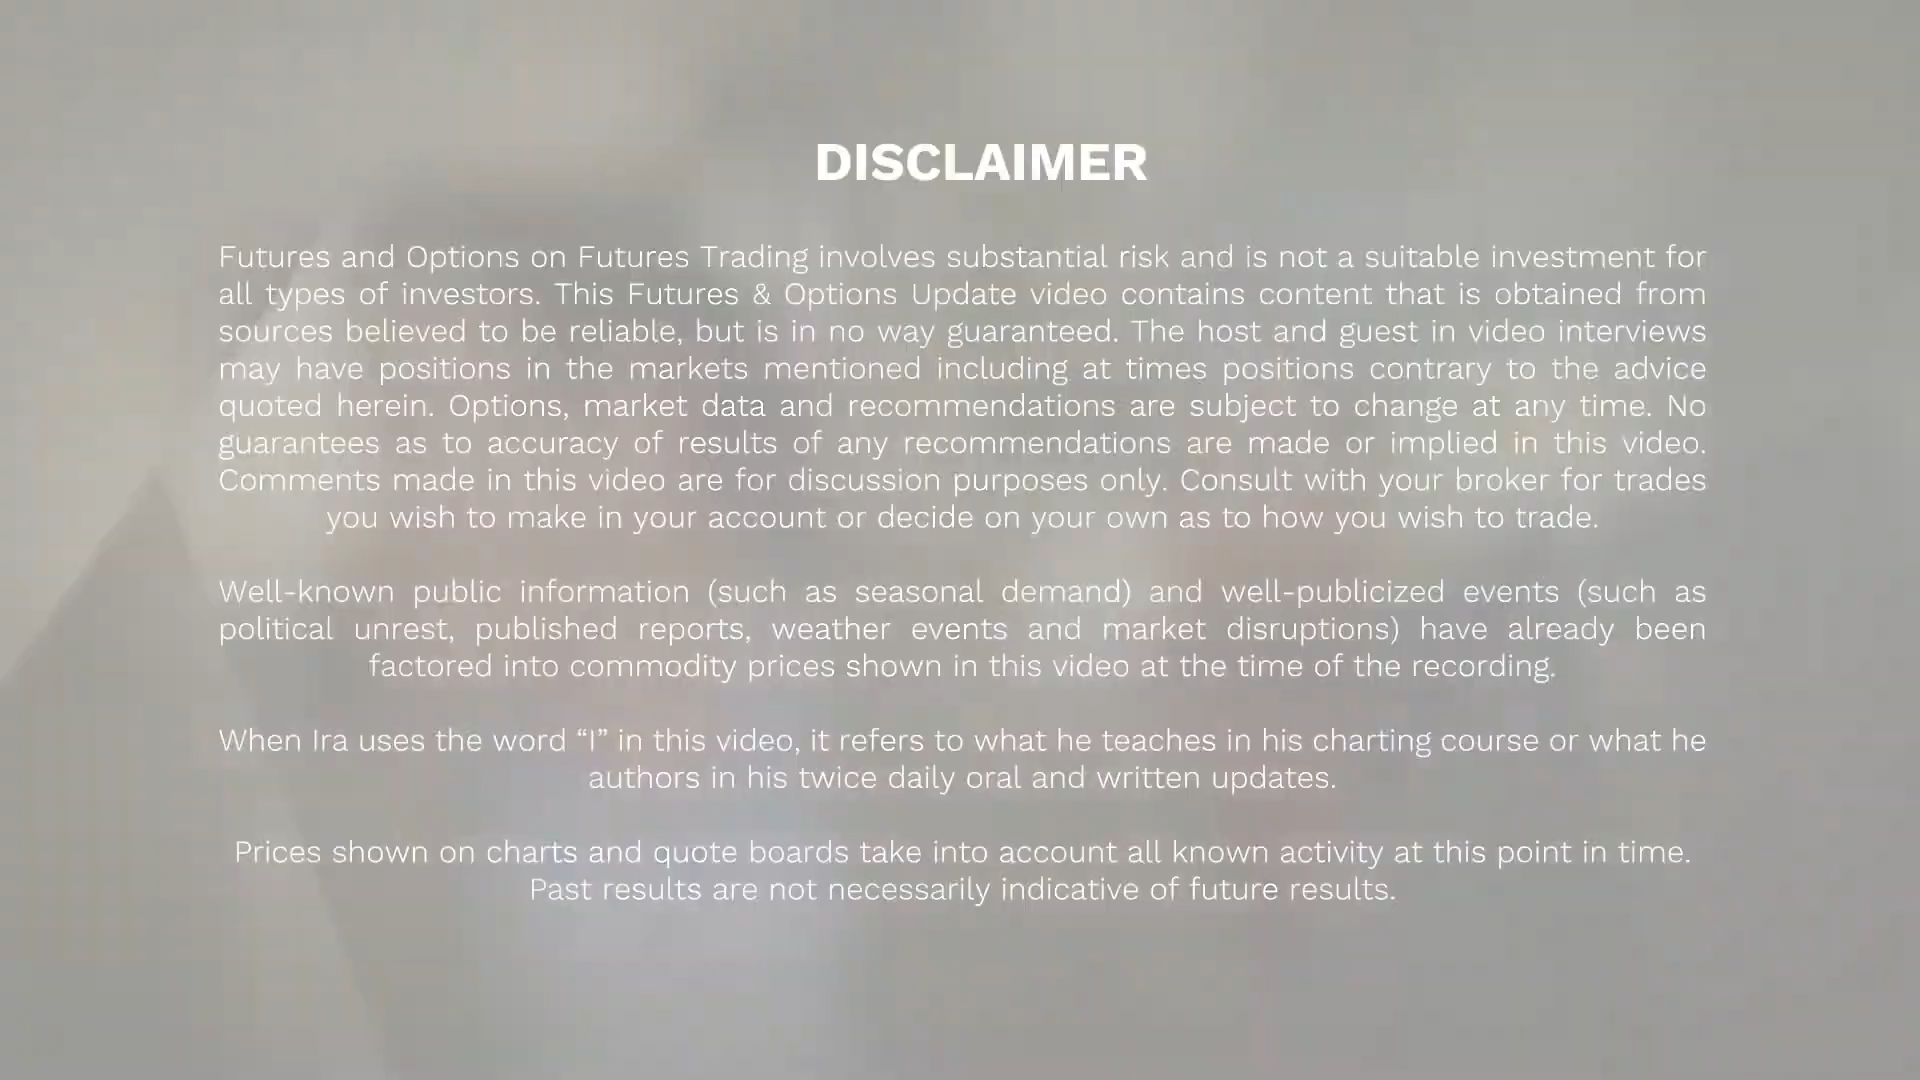 DISCLAIMER
Futures and Options on Futures Trading involves substantial risk and is not a suitable investment for
all types of investors. This Futures & Options Update video contains content that is obtained from
sources believed to be reliable, but is in no way guaranteed. The host and guest in video interviews
may have positions in the markets mentioned including at times positions contrary to the advice
quoted herein. Options, market data and recommendations are subject to change at any time. No
guarantees as to accuracy of results of any recommendations are made or implied in this video.
Comments made in this video are for discussion purposes only. Consult with your broker for trades
you wish to make in your account or decide on your own as to how you wish to trade.
Well-known public information (such as seasonal demand) and well-publicized events (such as
political unrest, published reports, weather events and market disruptions) have already been
factored into commodity prices shown in this video at the time of the recording.
When Ira uses the word “I” in this video, it refers to what he teaches in his charting course or what he
authors in his twice daily oral and written updates.
Prices shown on charts and quote boards take into account all known activity at this point in time.
Past results are not necessarily indicative of future results.